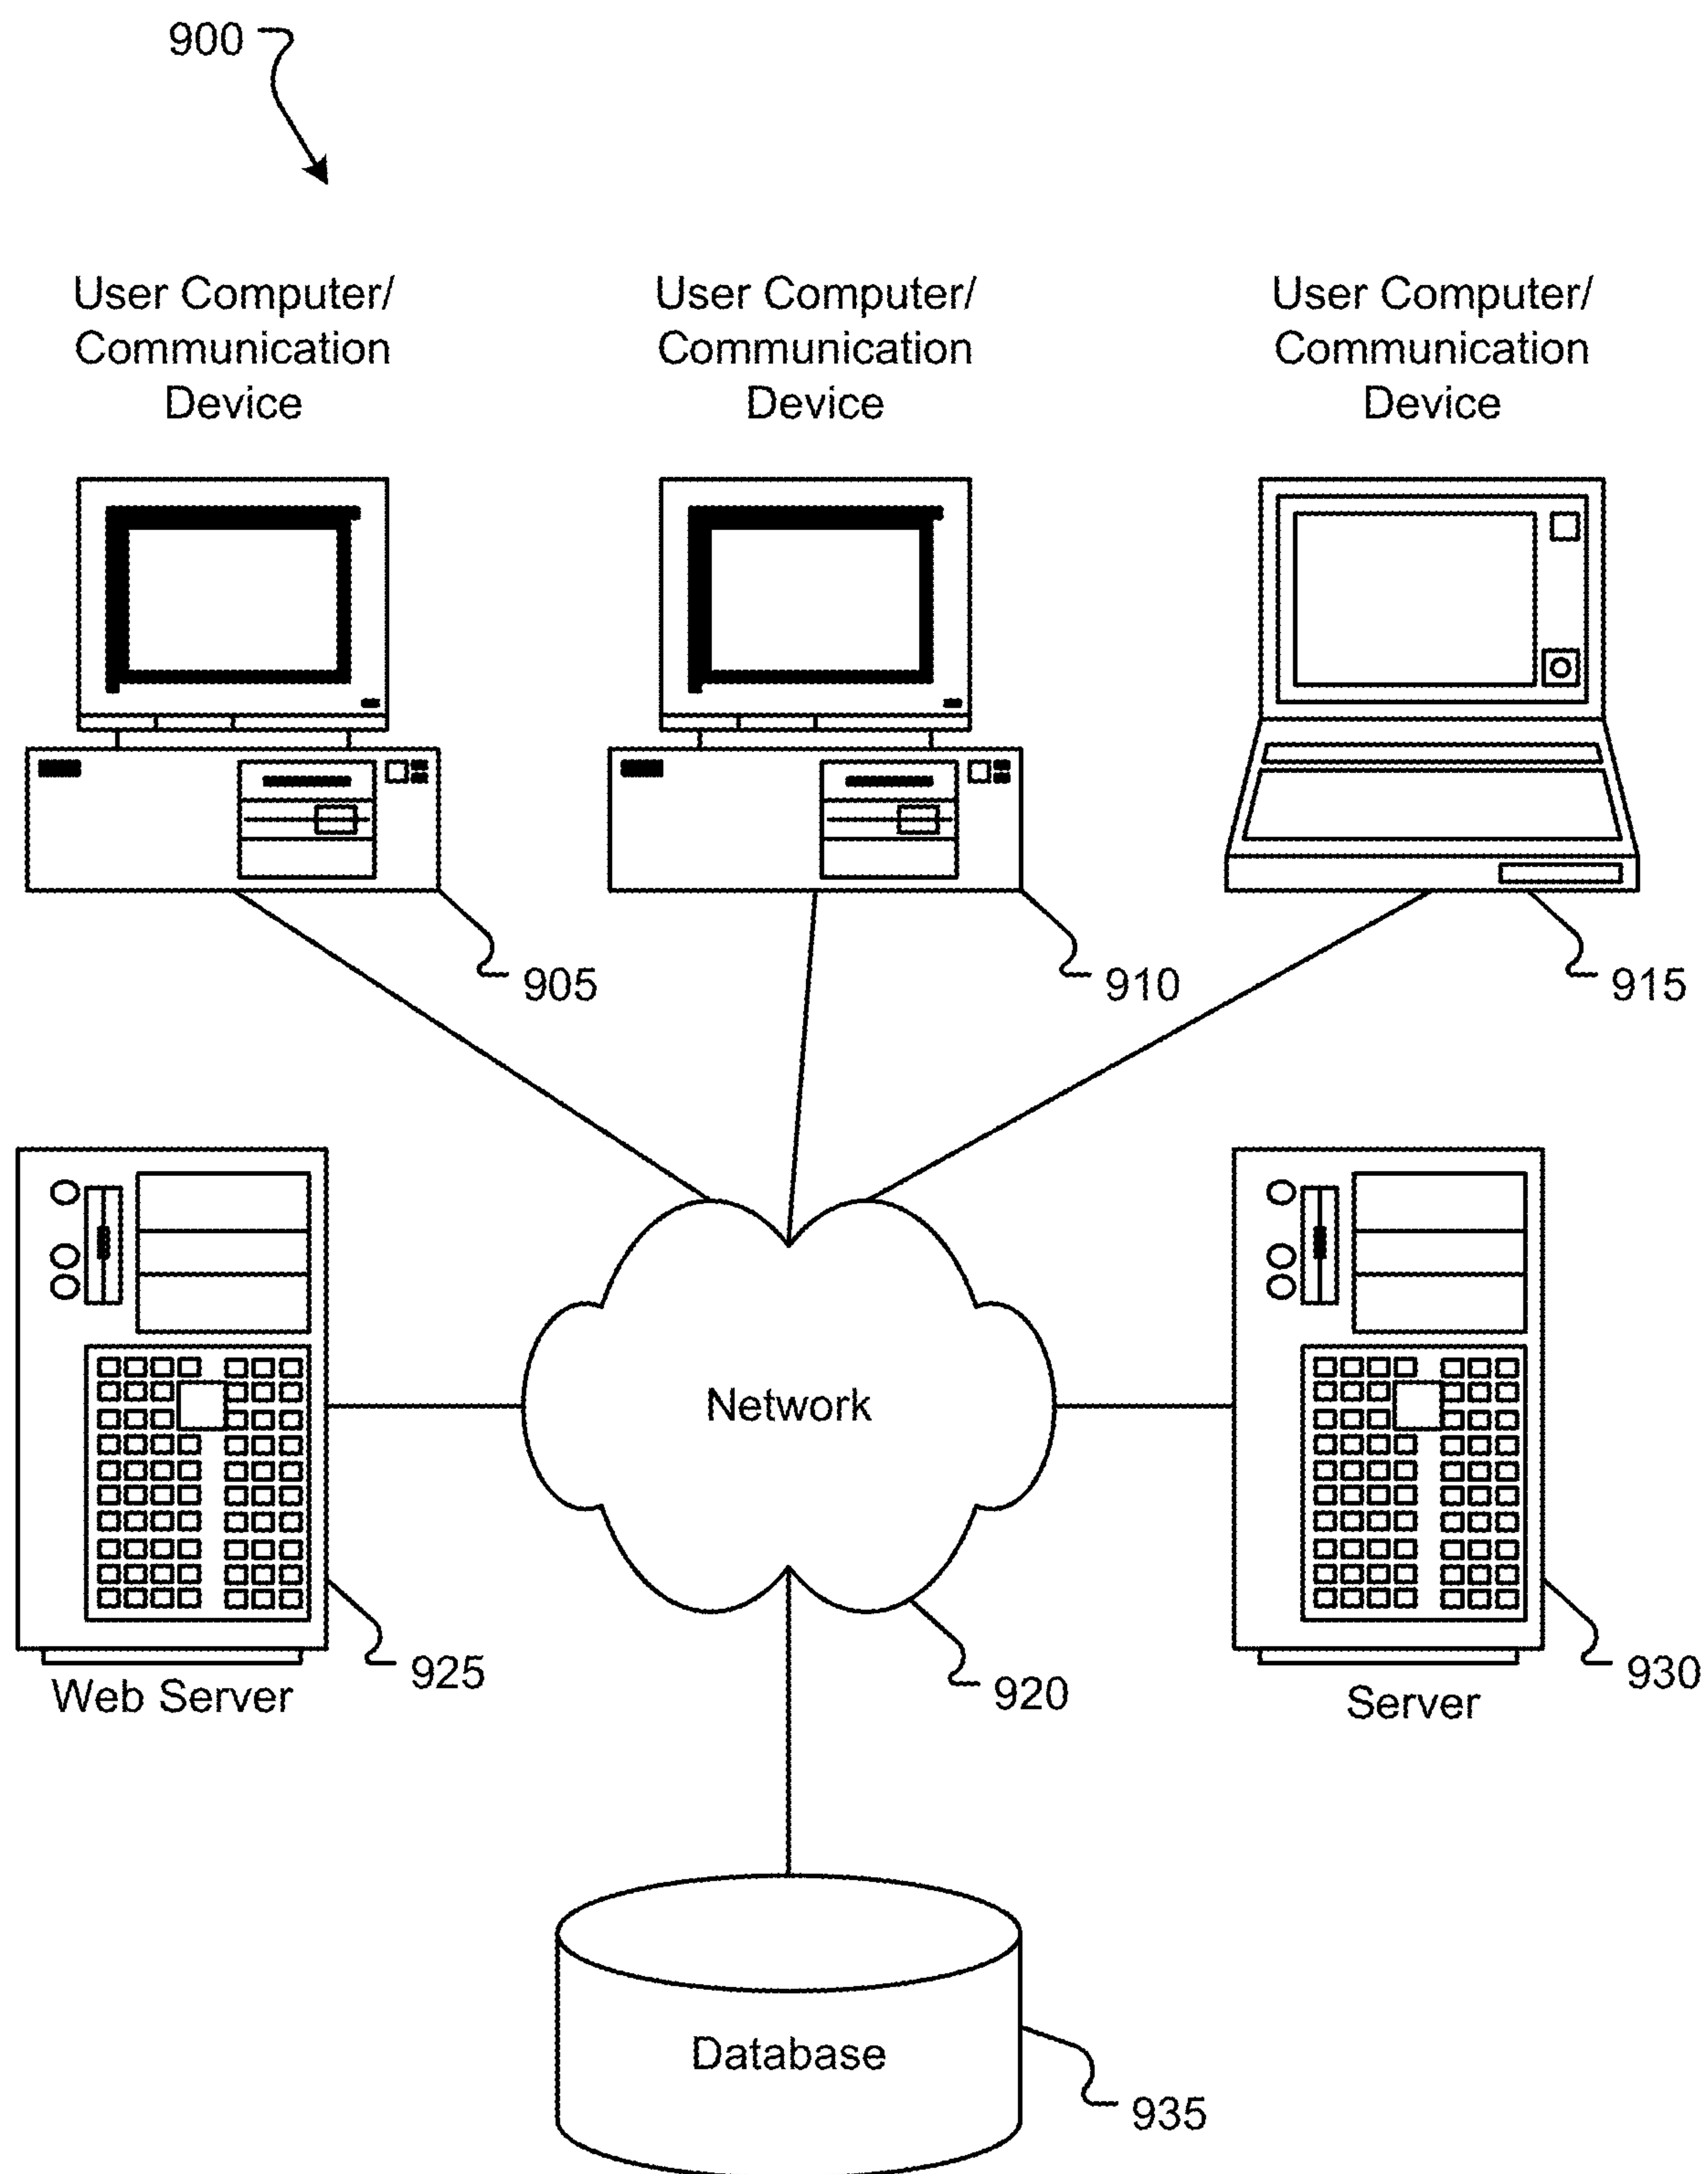 900
User Computer/
Communication
Device
User Computer/
Communication
Device
User Computer/
Communication
Device
905
910
915
Network
925
Web Server
920
930
Server
Database
935